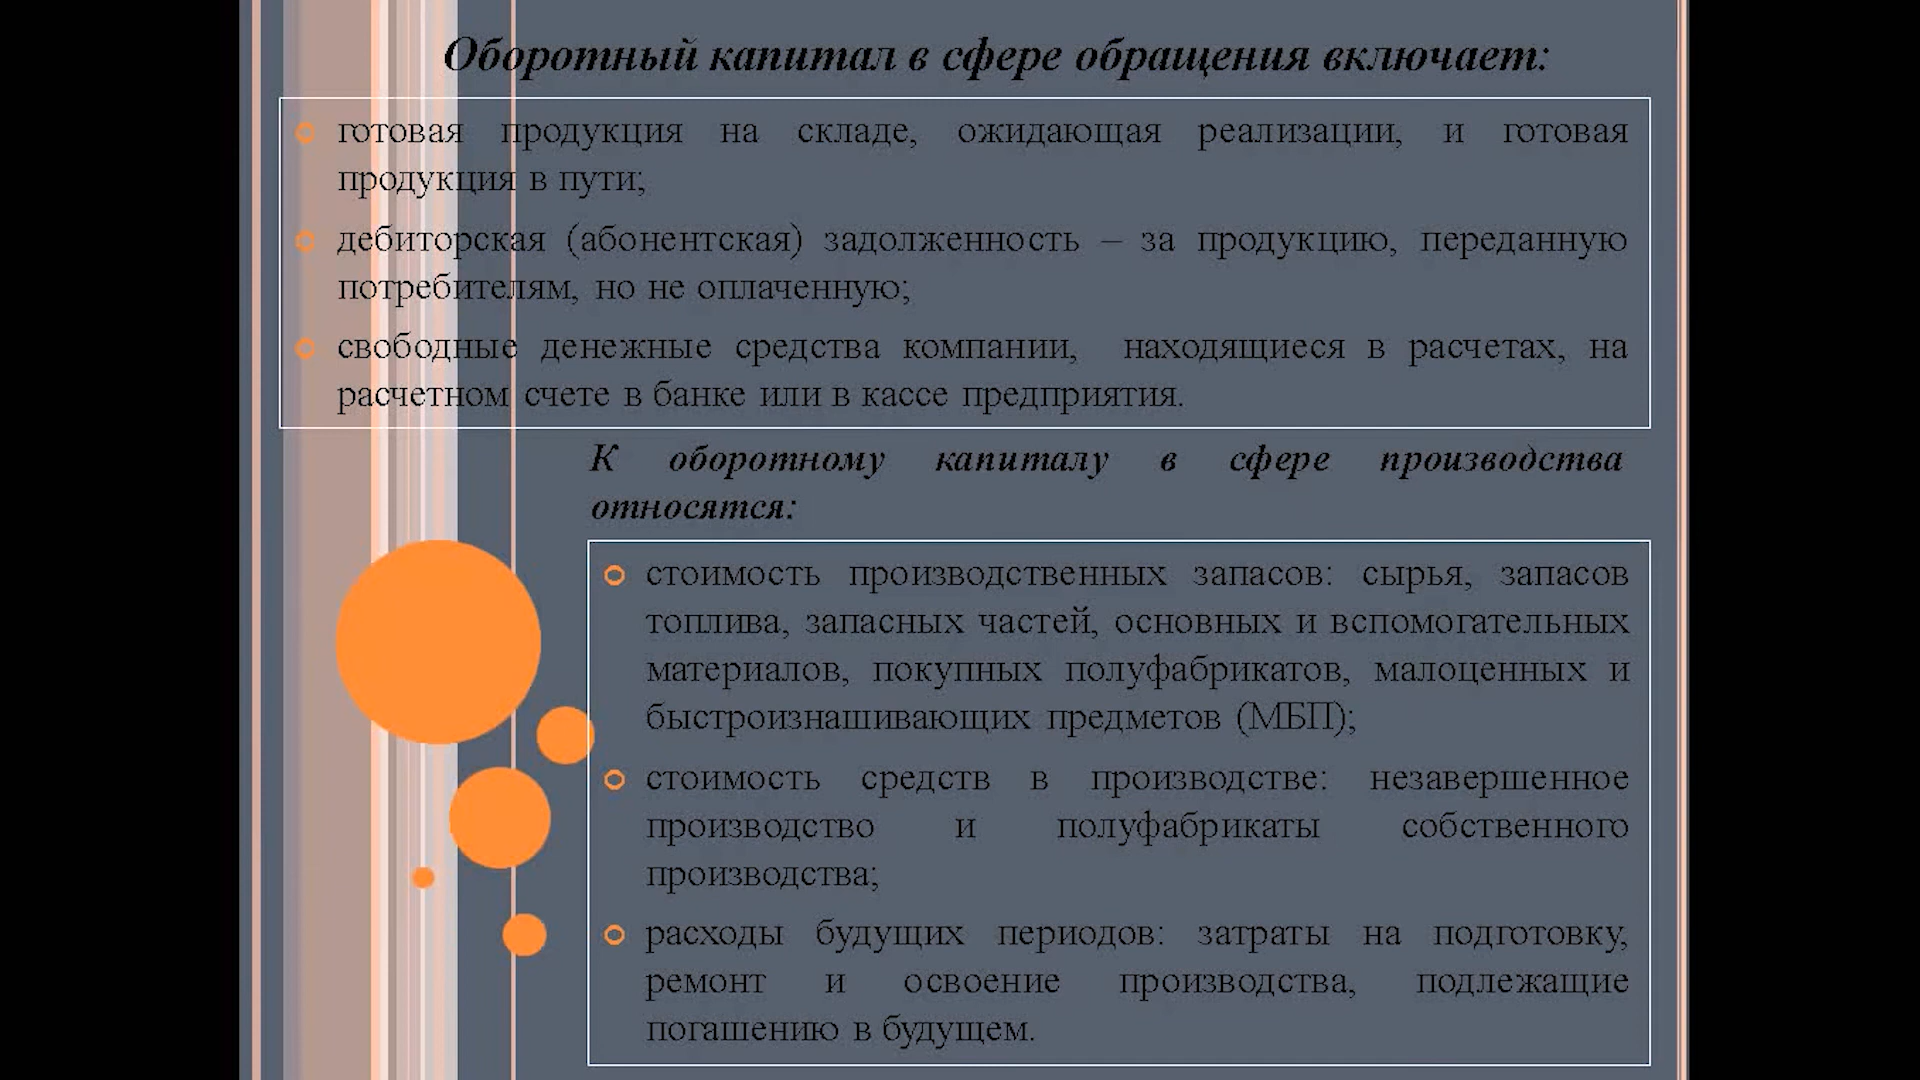 Оборотный капитал в сфере обращения включает:
готовая продукция на складе, ожидающая реализации, и готовая
продукция в пути;
дебиторская (абонентская) задолженность – за продукцию, переданную
потребителям, но не оплаченную;
свободные денежные средства компании, находящиеся в расчетах, на
расчетном счете в банке или в кассе предприятия.
К оборотному капиталу в сфере производства
относятся:
стоимость производственных запасов: сырья, запасов
топлива, запасных частей, основных и вспомогательных
материалов, покупных полуфабрикатов, малоценных и
быстроизнашивающих предметов (МБП);
стоимость средств в производстве: незавершенное
производство и полуфабрикаты собственного
производства;
расходы будущих периодов: затраты на подготовку,
ремонт и освоение производства, подлежащие
погашению в будущем.